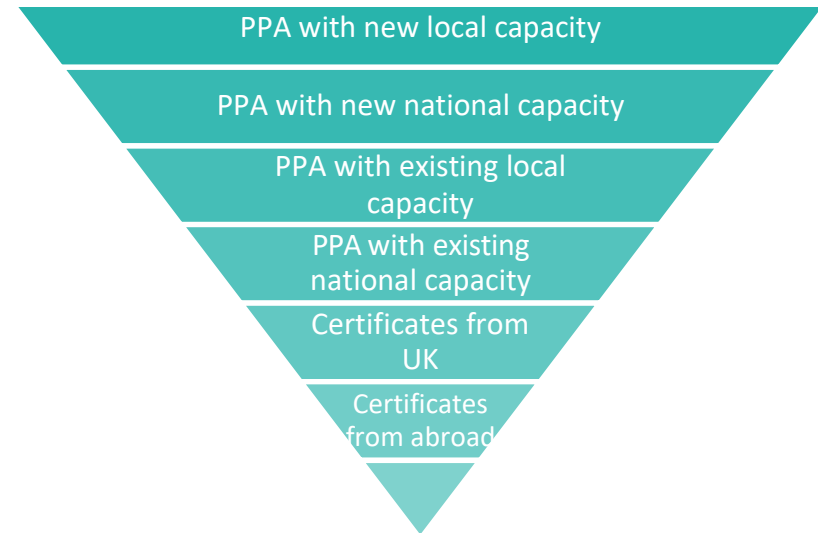 PPA with new local capacity
PPA with new national capacity
PPA with existing local
capacity
PPA with existing
national capacity
Certificates from
UK
Certificates
from abroad